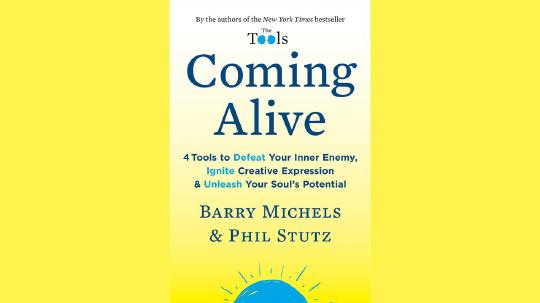 By the authors of the New York Times bestseller
The
Tools
Coming
Alive
4 Tools to Defeat Your Inner Enemy,
Ignite Creative Expression
& Unleash Your Soul's Potential
BARRY MICHELS
& PHIL STUTZ